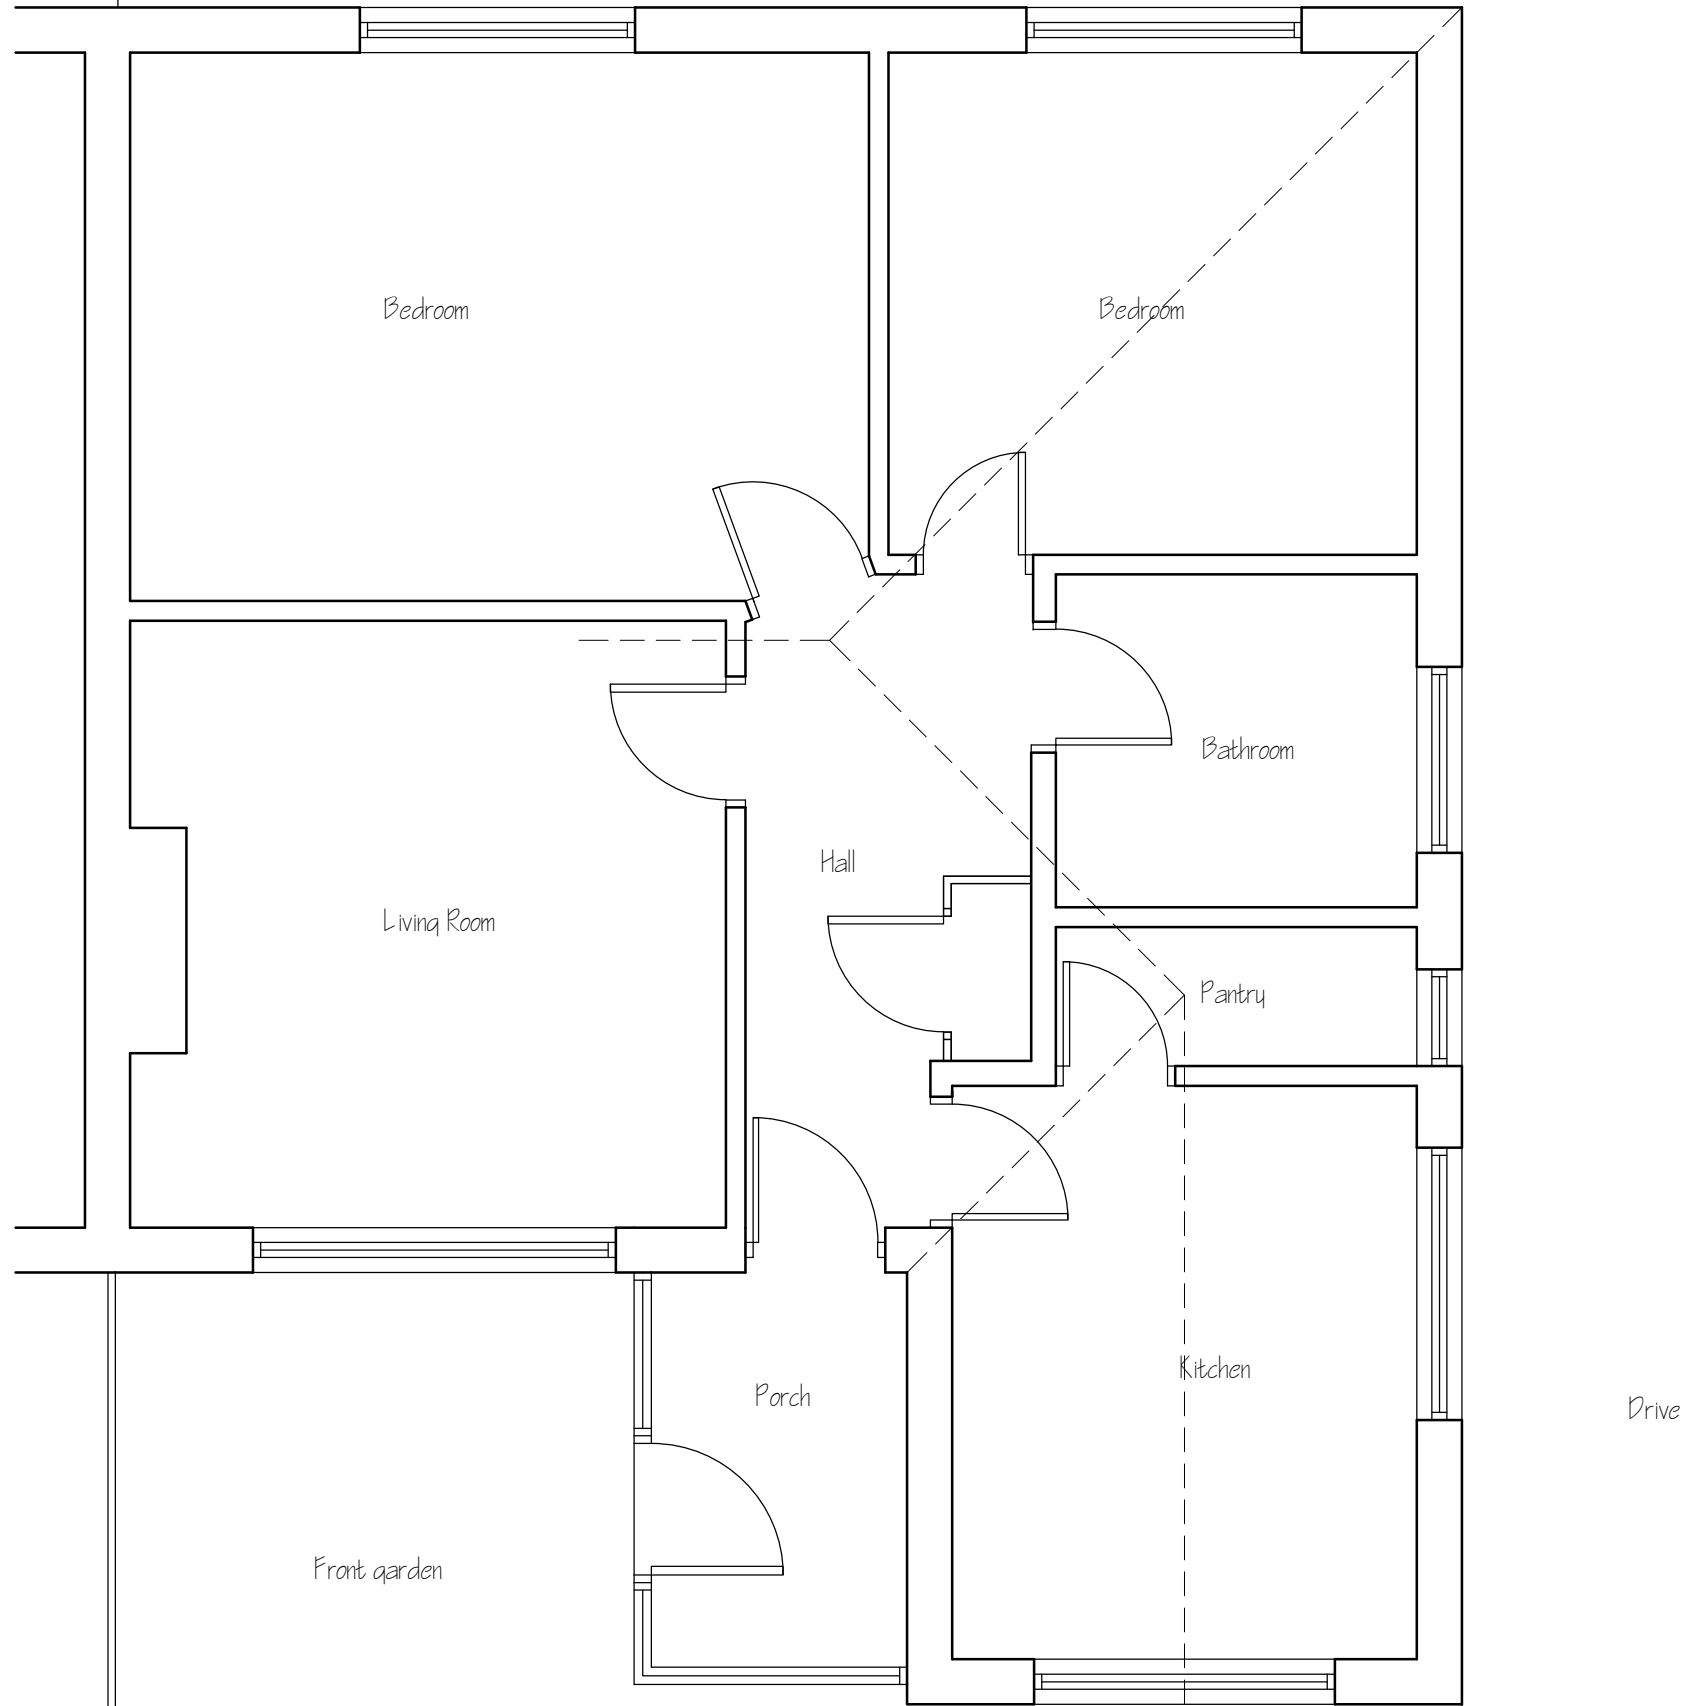 Bedroom
Bedroom
Bathroom
Hall
Living Room
Pantry
Kitchen
Porch
Drive
Front garden